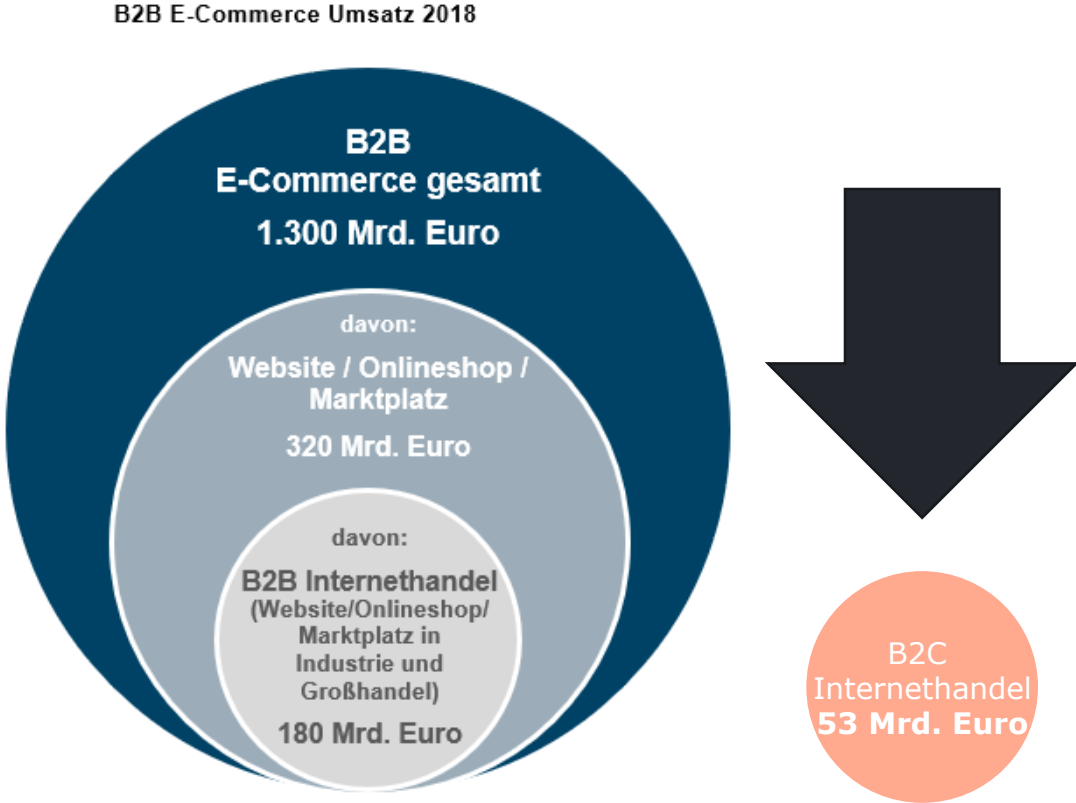 B2B E-Commerce Umsatz 2018
B2B
E-Commerce gesamt
1.300 Mrd. Euro
davon:
Website / Onlineshop /
Marktplatz
320 Mrd. Euro
davon:
B2B Internethandel
(Website/Onlineshop/
Marktplatz in
Industrie und
Großhandel)
180 Mrd. Euro
B2C
Internethandel
53 Mrd. Euro